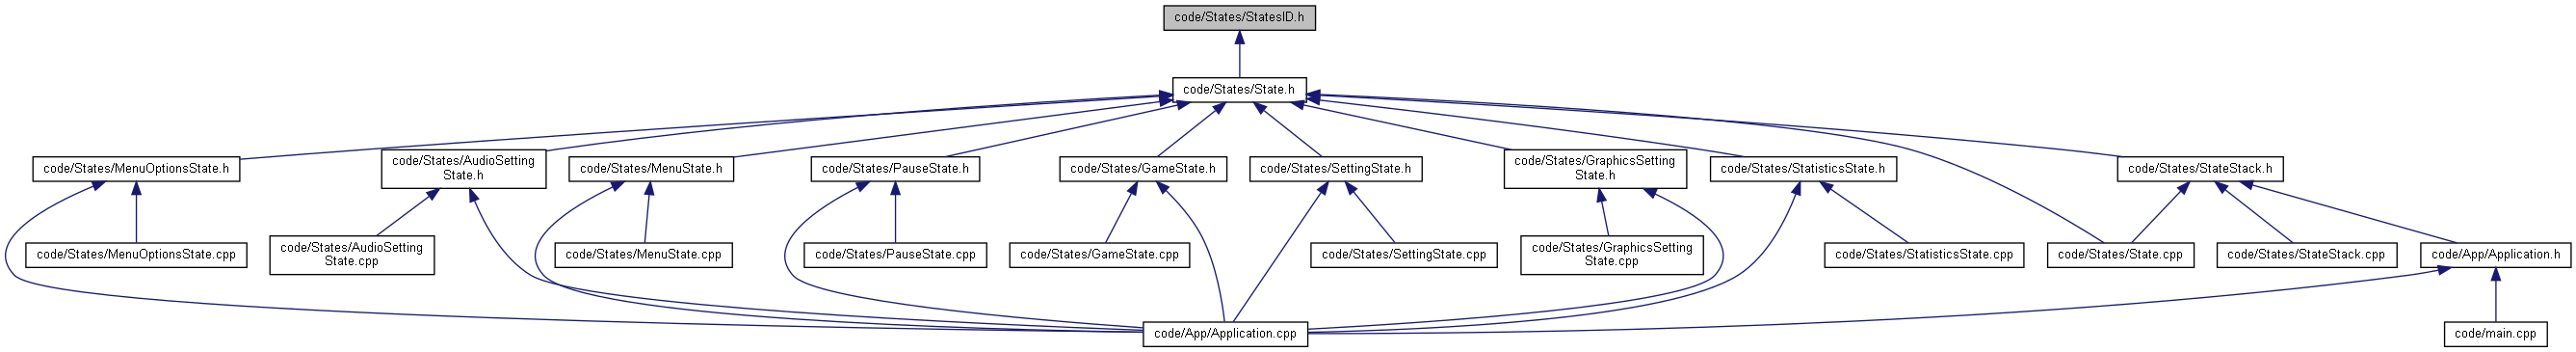 code/States/StatesID.h
code/States/State.h
code/States/MenuOptionsState.h
code/States/AudioSetting
State.h
code/States/MenuState.h
code/States/PauseState.h
code/States/GameState.h
code/States/SettingState.h
code/States/GraphicsSetting
State.h
code/States/StatisticsState.h
code/States/StateStack.h
code/States/MenuOptionsState.cpp
code/States/AudioSetting
State.cpp
code/States/MenuState.cpp
code/States/PauseState.cpp
code/States/GameState.cpp
code/States/SettingState.cpp
code/States/GraphicsSetting
State.cpp
code/States/StatisticsState.cpp
code/States/State.cpp
code/States/StateStack.cpp
code/App/Application.h
code/App/Application.cpp
code/main.cpp